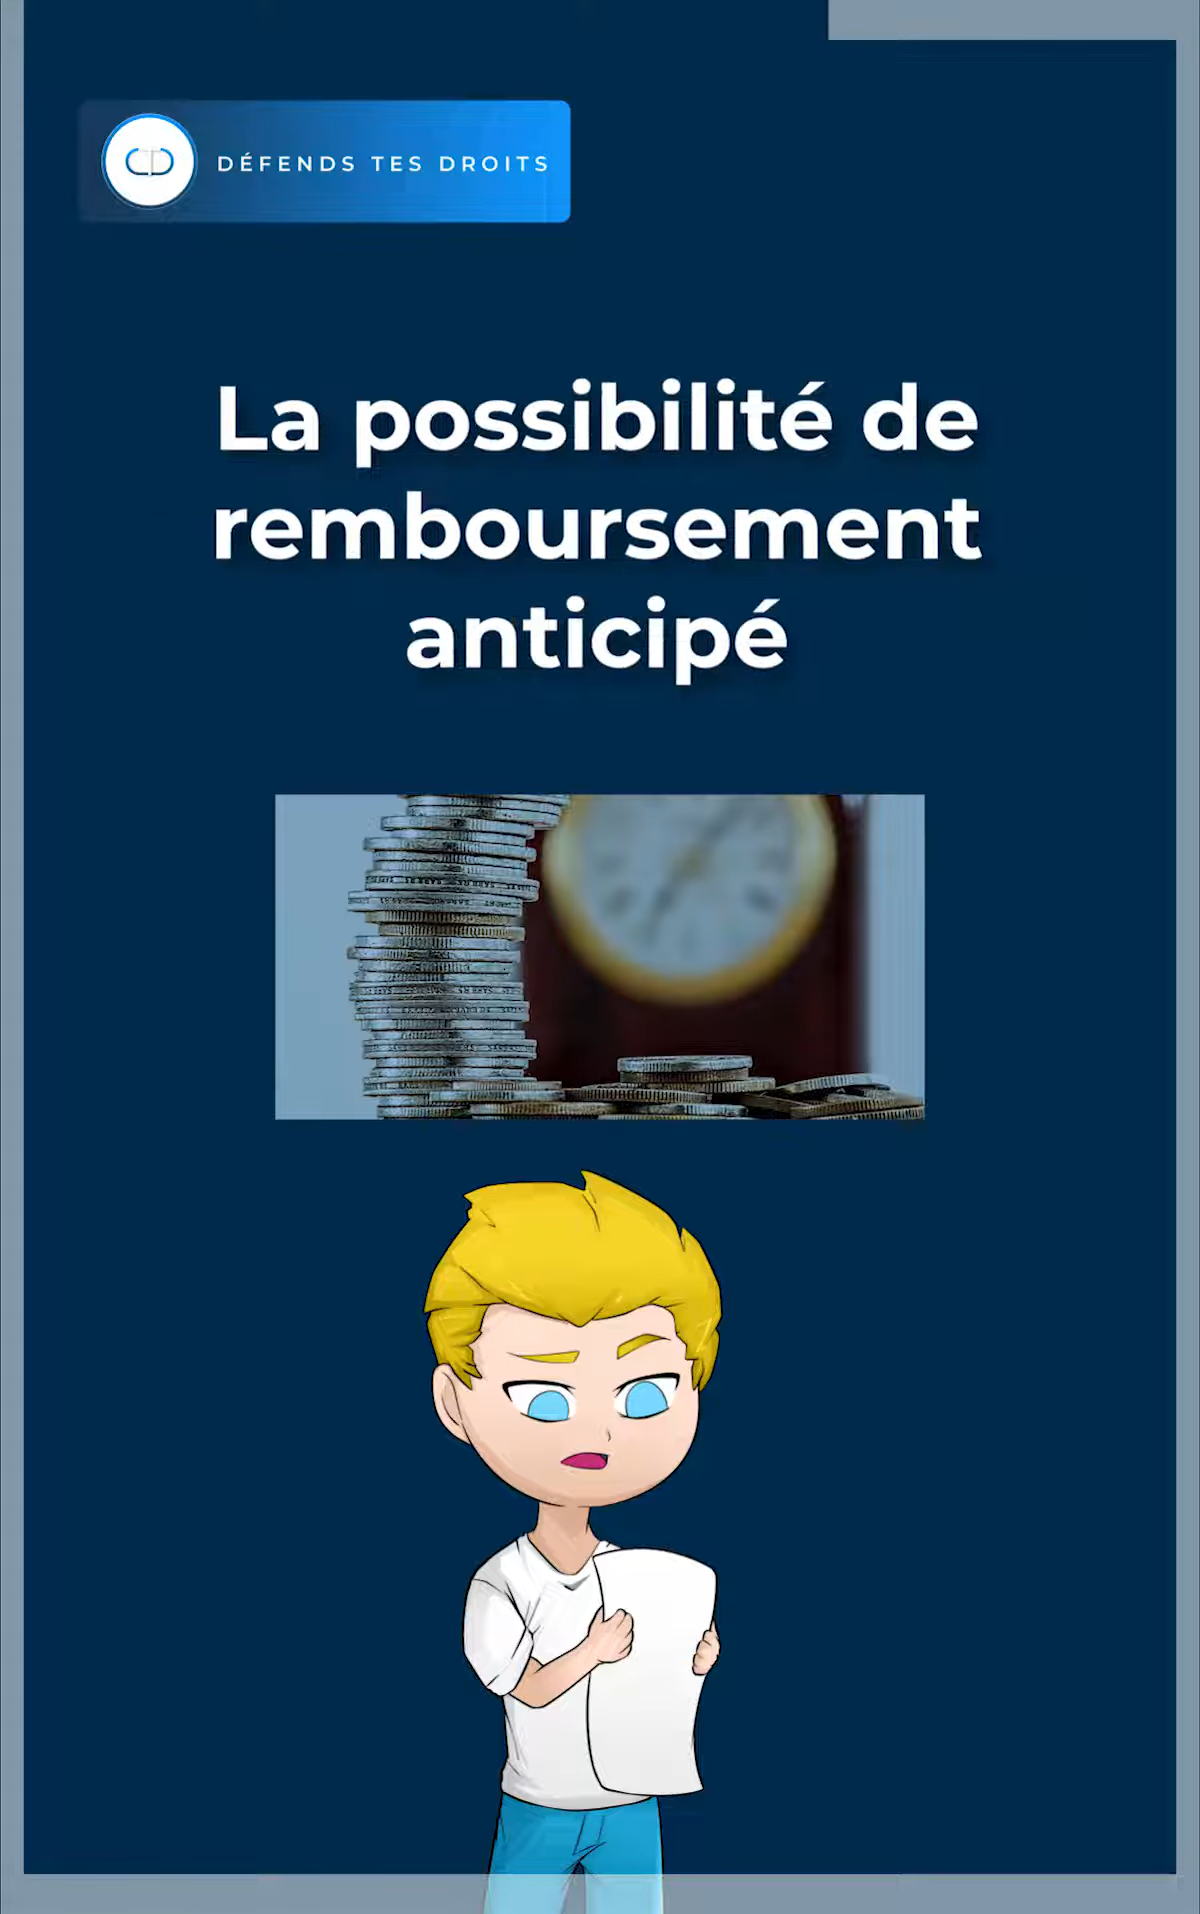 DÉFENDS TES DROITS
La possibilité de
remboursement
anticipé